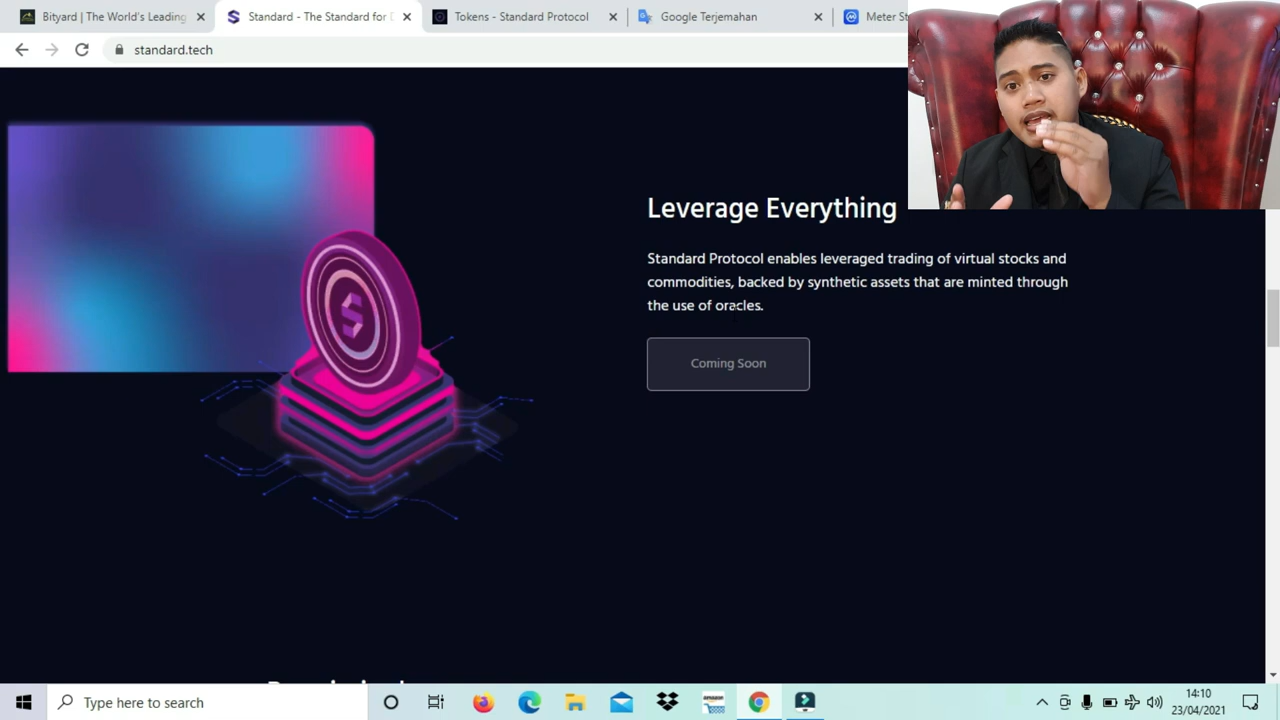 Bityard | The World's Leading
Standard - The Standard for D
Tokens - Standard Protocol
Google Terjemahan
Meter St
standard.tech
Leverage Everything
Standard Protocol enables leveraged trading of virtual stocks and
commodities, backed by synthetic assets that are minted through
the use of oracles.
Coming Soon
Type here to search
amazon
14:10
23/04/2021